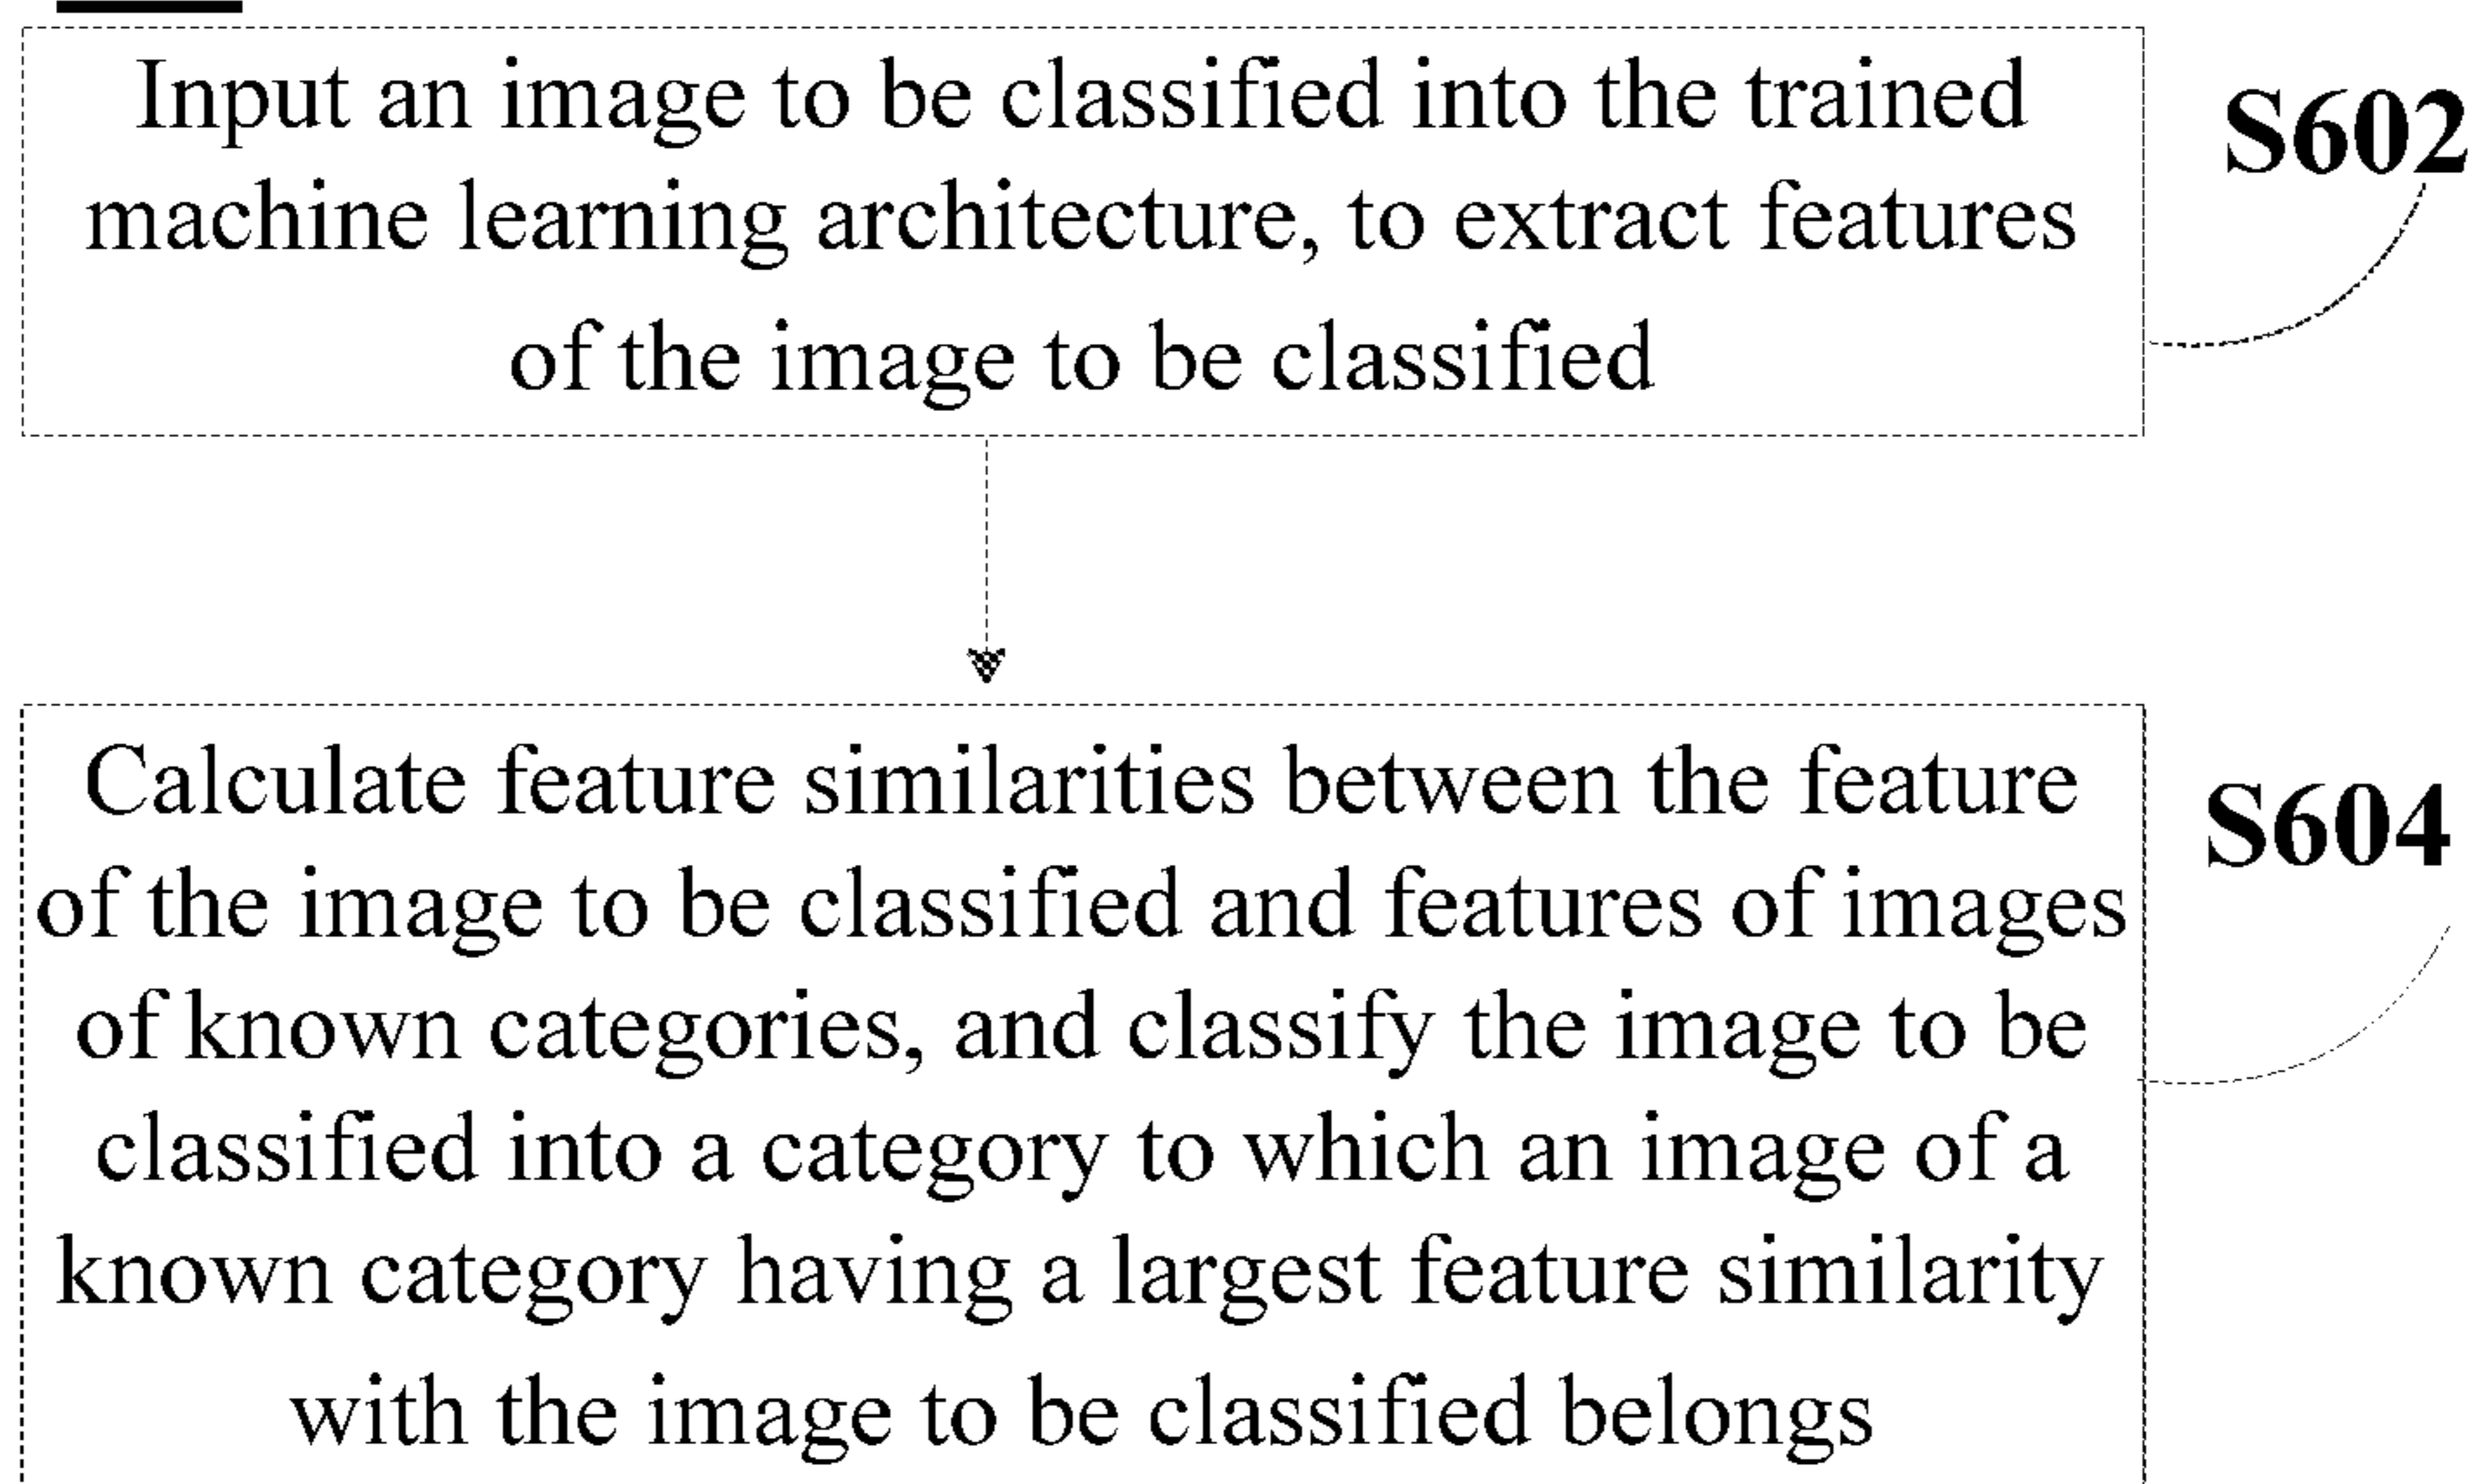 Input an image to be classified into the trained
machine learning architecture, to extract features
of the image to be classified
S602
Calculate feature similarities between the feature
of the image to be classified and features of images
of known categories, and classify the image to be
classified into a category to which an image of a
known category having a largest feature similarity
with the image to be classified belongs
S604